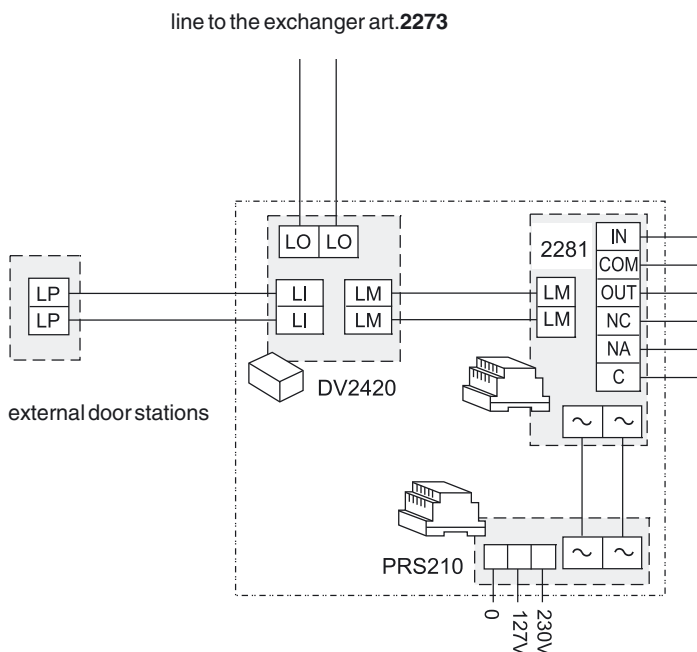 line to the exchanger art.2273
LO LO
2281
IN
COM
OUT
NC
NA
C
LP
LP
LI
LI
LM
LM
LM
LM
DV2420
external door stations
~ ~
PRS210
~ ~
0
127V
230V